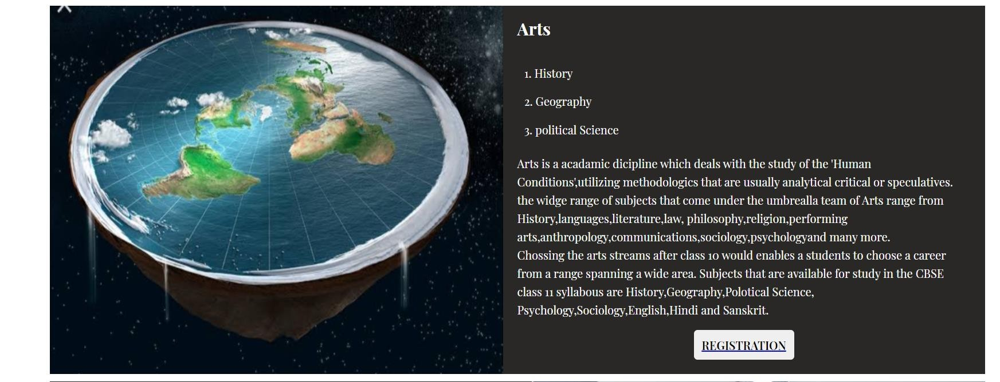 Arts
1. History
2. Geography
3. political Science
Arts is a acadamic dicipline which deals with the study of the 'Human
Conditions',utilizing methodologics that are usually analytical critical or speculatives.
the widge range of subjects that come under the umbrealla team of Arts range from
History,languages,literature,law, philosophy,religion,performing
arts,anthropology,communications,sociology,psychologyand many more.
Chossing the arts streams after class 10 would enables a students to choose a career
from a range spanning a wide area. Subjects that are available for study in the CBSE
class 11 syllabous are History,Geography,Polotical Science,
Psychology,Sociology,English,Hindi and Sanskrit.
REGISTRATION